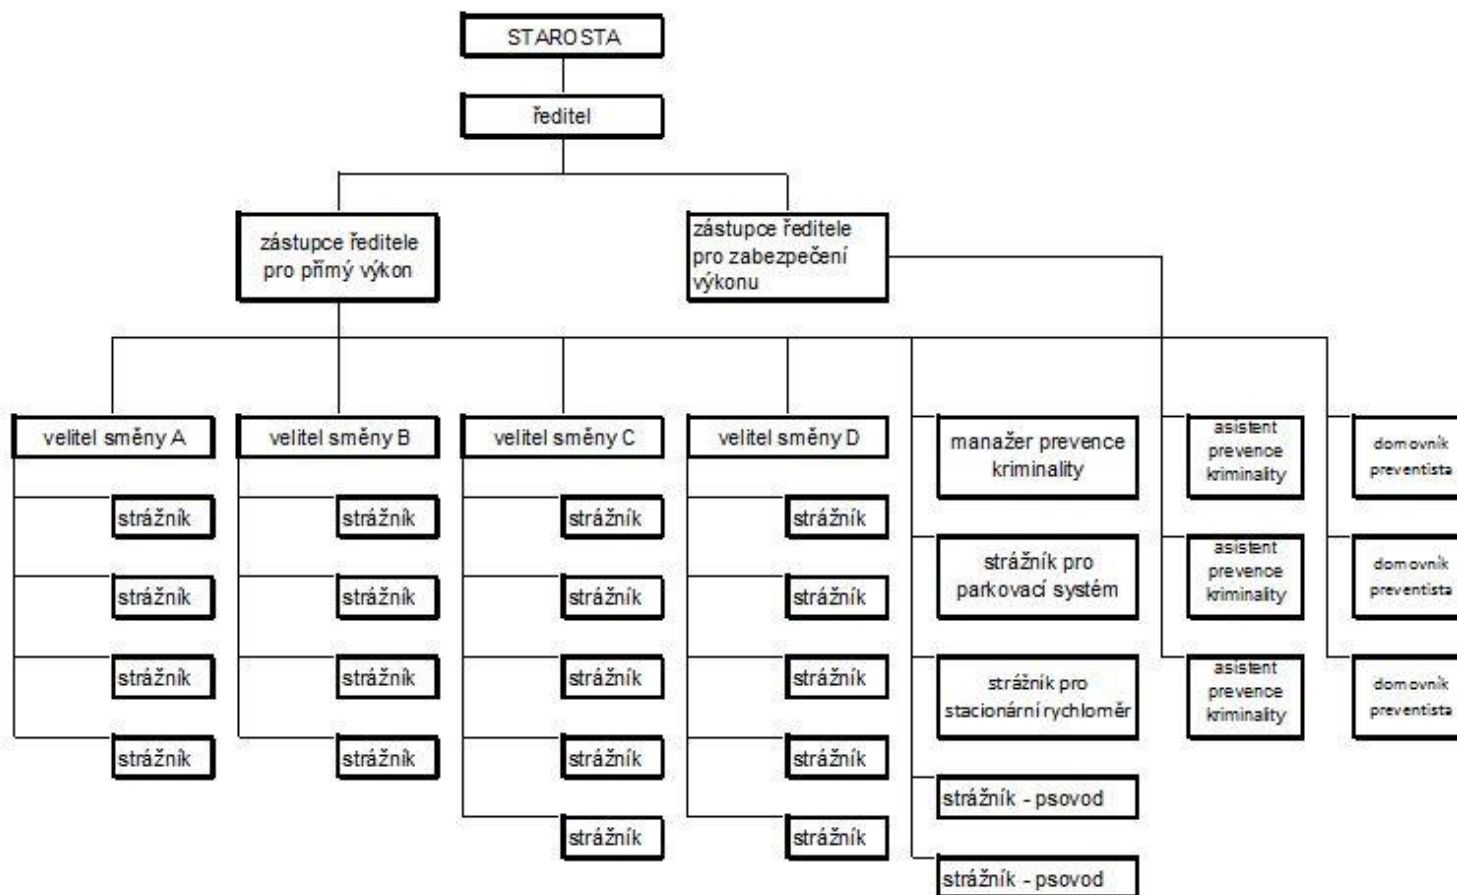 STAROSTA
ředitel
zástupce ředitele
pro přímý výkon
zástupce ředitele
pro zabezpečení
výkonu
velitel směny A
velitel směny B
velitel směny C
velitel směny D
manažer prevence
kriminality
asistent
prevence
kriminality
domovník
preventista
strážník
strážník
strážník
strážník
strážník pro
parkovací systém
asistent
prevence
kriminality
domovník
preventista
strážník
strážník
strážník
strážník
strážník pro
stacionární rychloměr
asistent
prevence
kriminality
domovník
preventista
strážník
strážník
strážník
strážník
strážník
strážník
strážník
strážník
strážník - psovod
strážník
strážník
strážník - psovod